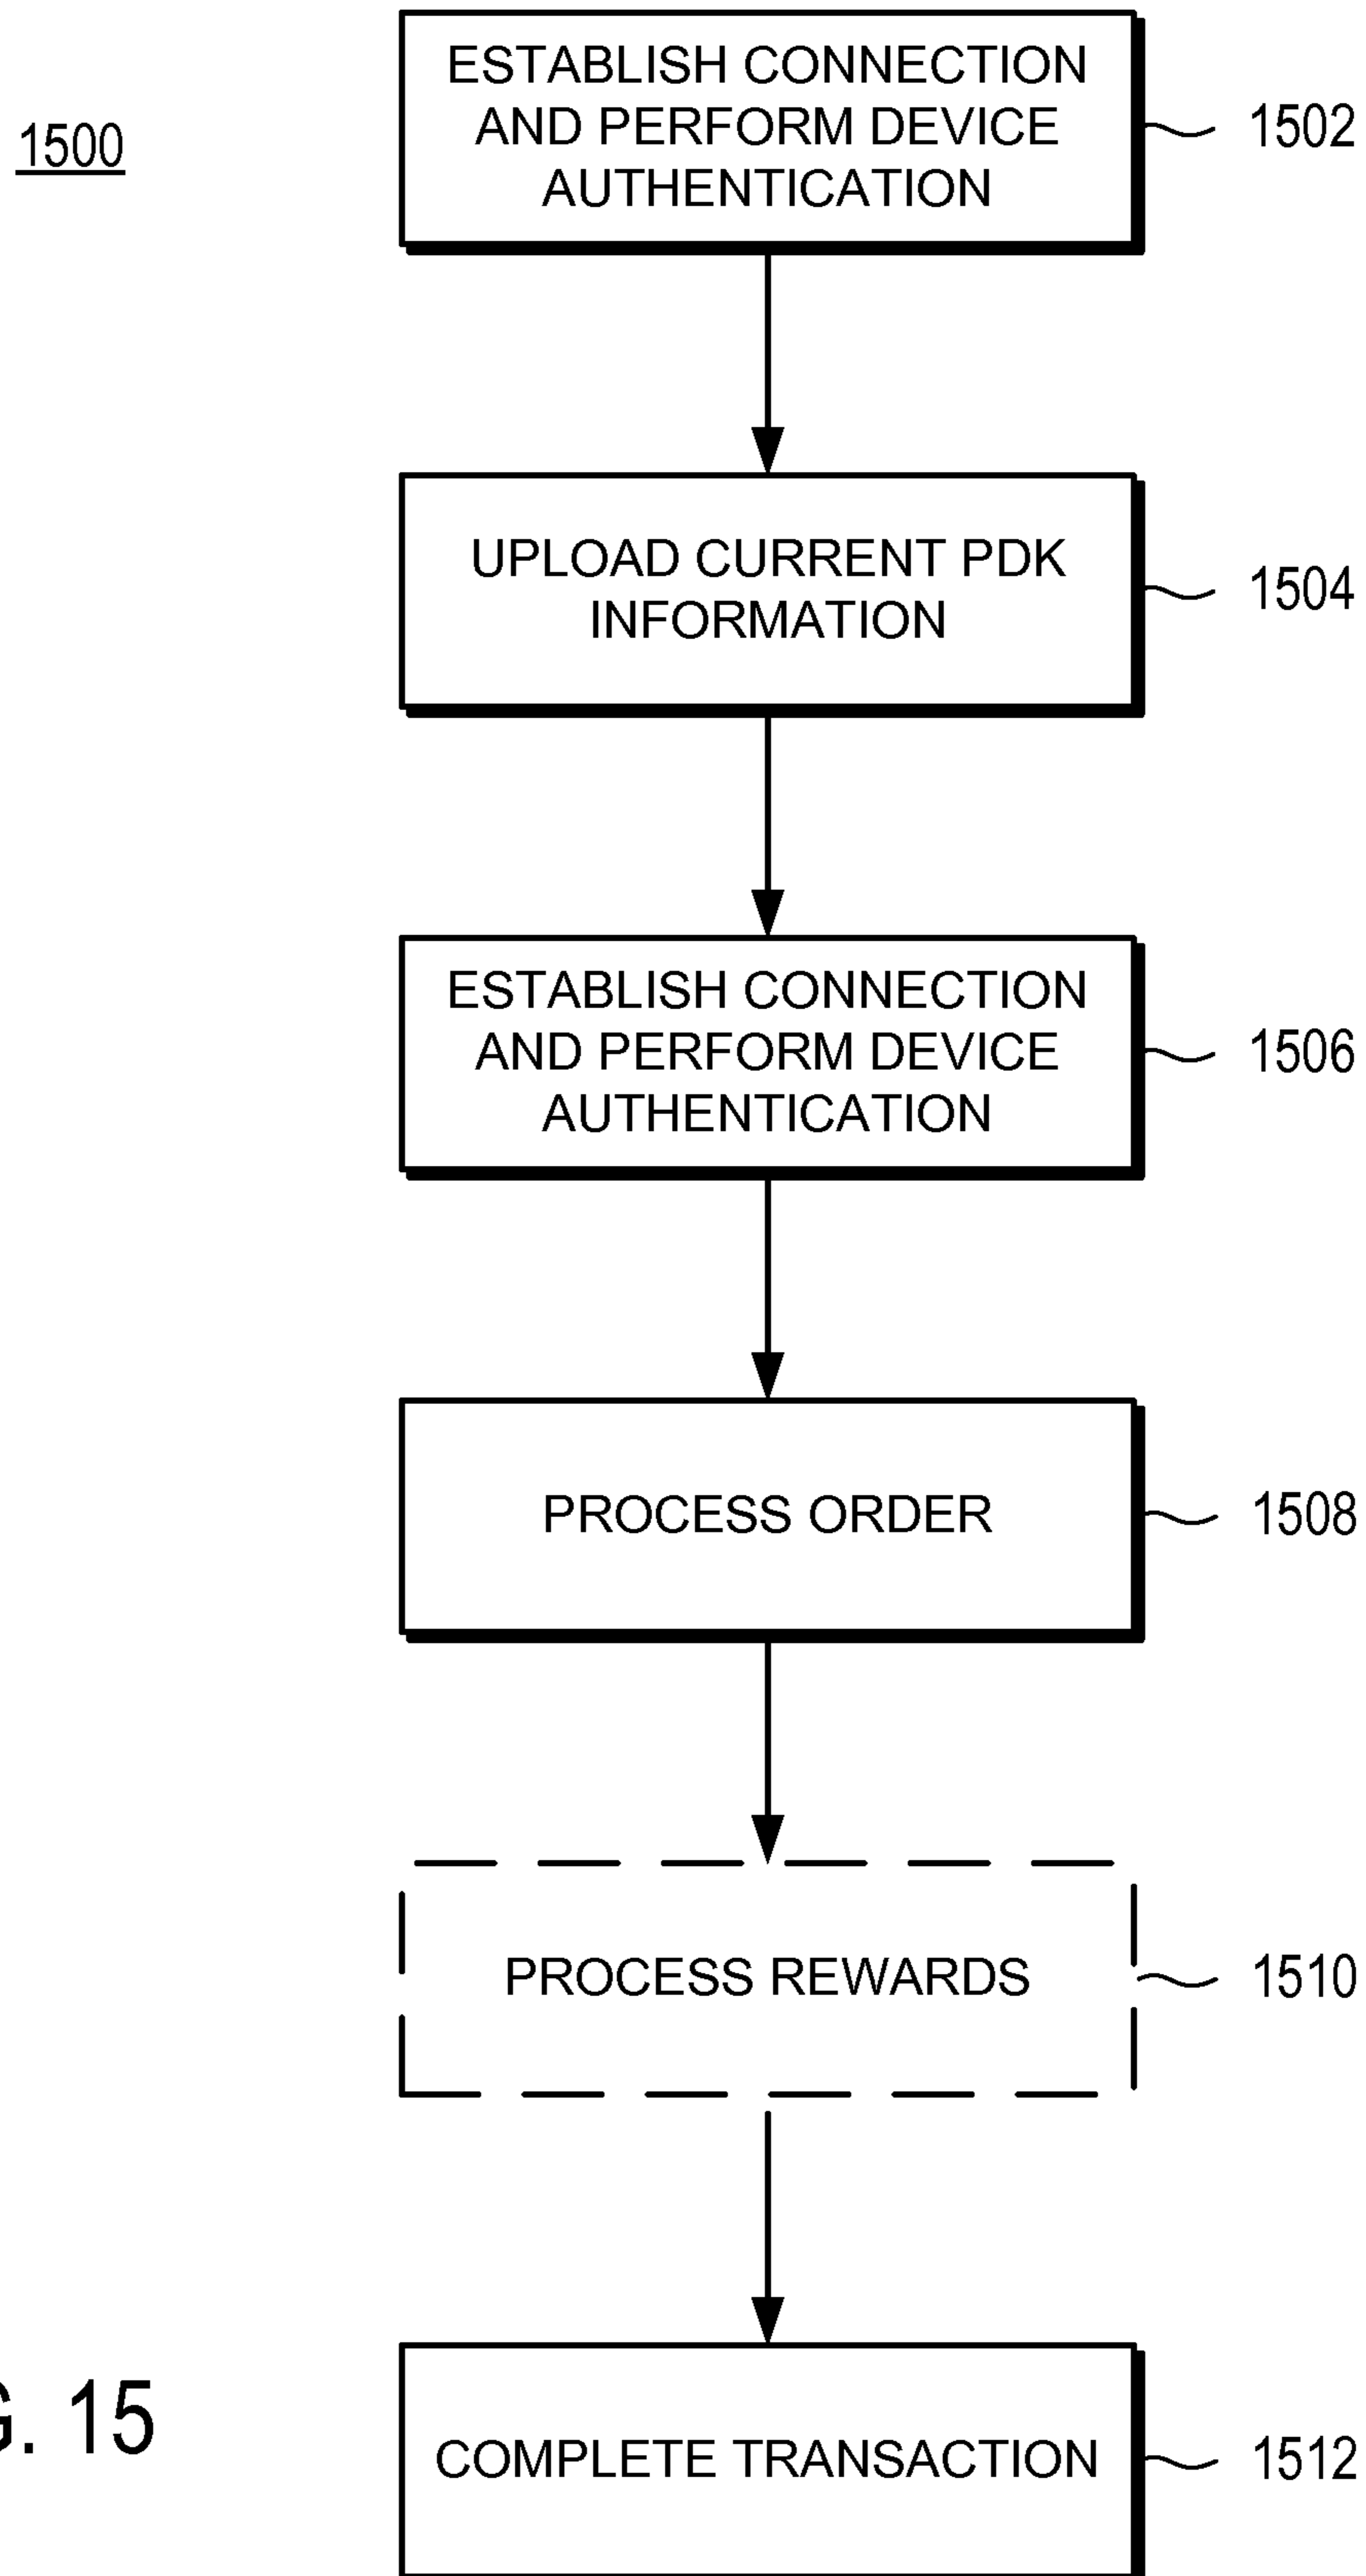 1500
ESTABLISH CONNECTION
AND PERFORM DEVICE
AUTHENTICATION
1502
UPLOAD CURRENT PDK
INFORMATION
1504
ESTABLISH CONNECTION
AND PERFORM DEVICE
AUTHENTICATION
1506
PROCESS ORDER
1508
PROCESS REWARDS
1510
COMPLETE TRANSACTION
1512
G. 15